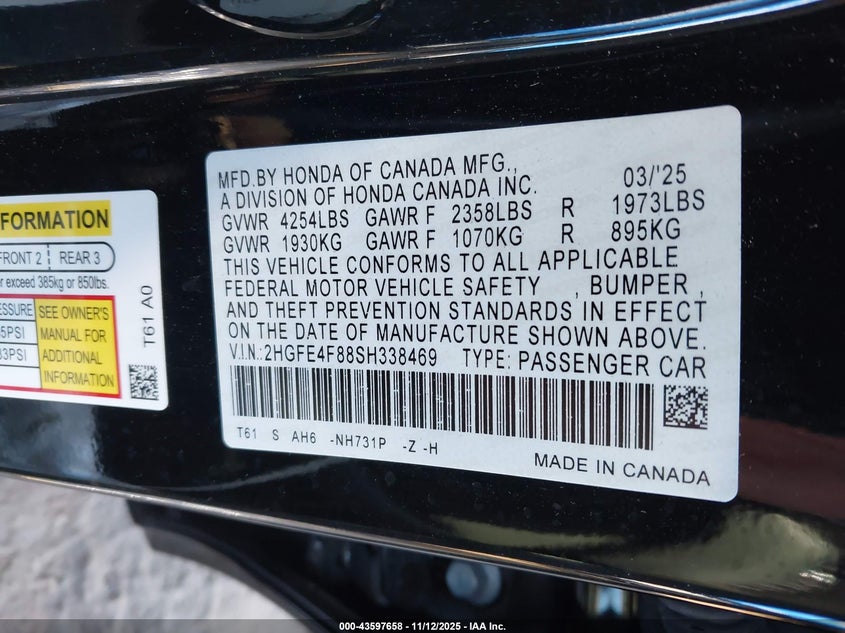 MFD.BY HONDA OF CANADA MFG.,
A DIVISION OF HONDA CANADA INC. 03/'25
GVWR 4254LBS GAWR F 2358LBS R 1973LBS
GVWR 1930KG GAWR F 1070KG R 895KG
THIS VEHICLE CONFORMS TO ALL APPLICABLE
FEDERAL MOTOR VEHICLE SAFETY , BUMPER ,
AND THEFT PREVENTION STANDARDS IN EFFECT
ON THE DATE OF MANUFACTURE SHOWN ABOVE.
V.I.N.:2HGFE4F88SH338469 TYPE: PASSENGER CAR
T61 S AH6 -NH731P -Z -H
MADE IN CANADA
FORMATION
FRONT 2 REAR 3
r exceed 385kg or 850lbs.
ESSURE
5PSI
33PSI
SEE OWNER'S
MANUAL FOR
ADDITIONAL
INFORMATION
T61 A0
000-43597658 - 11/12/2025 - IAA Inc.